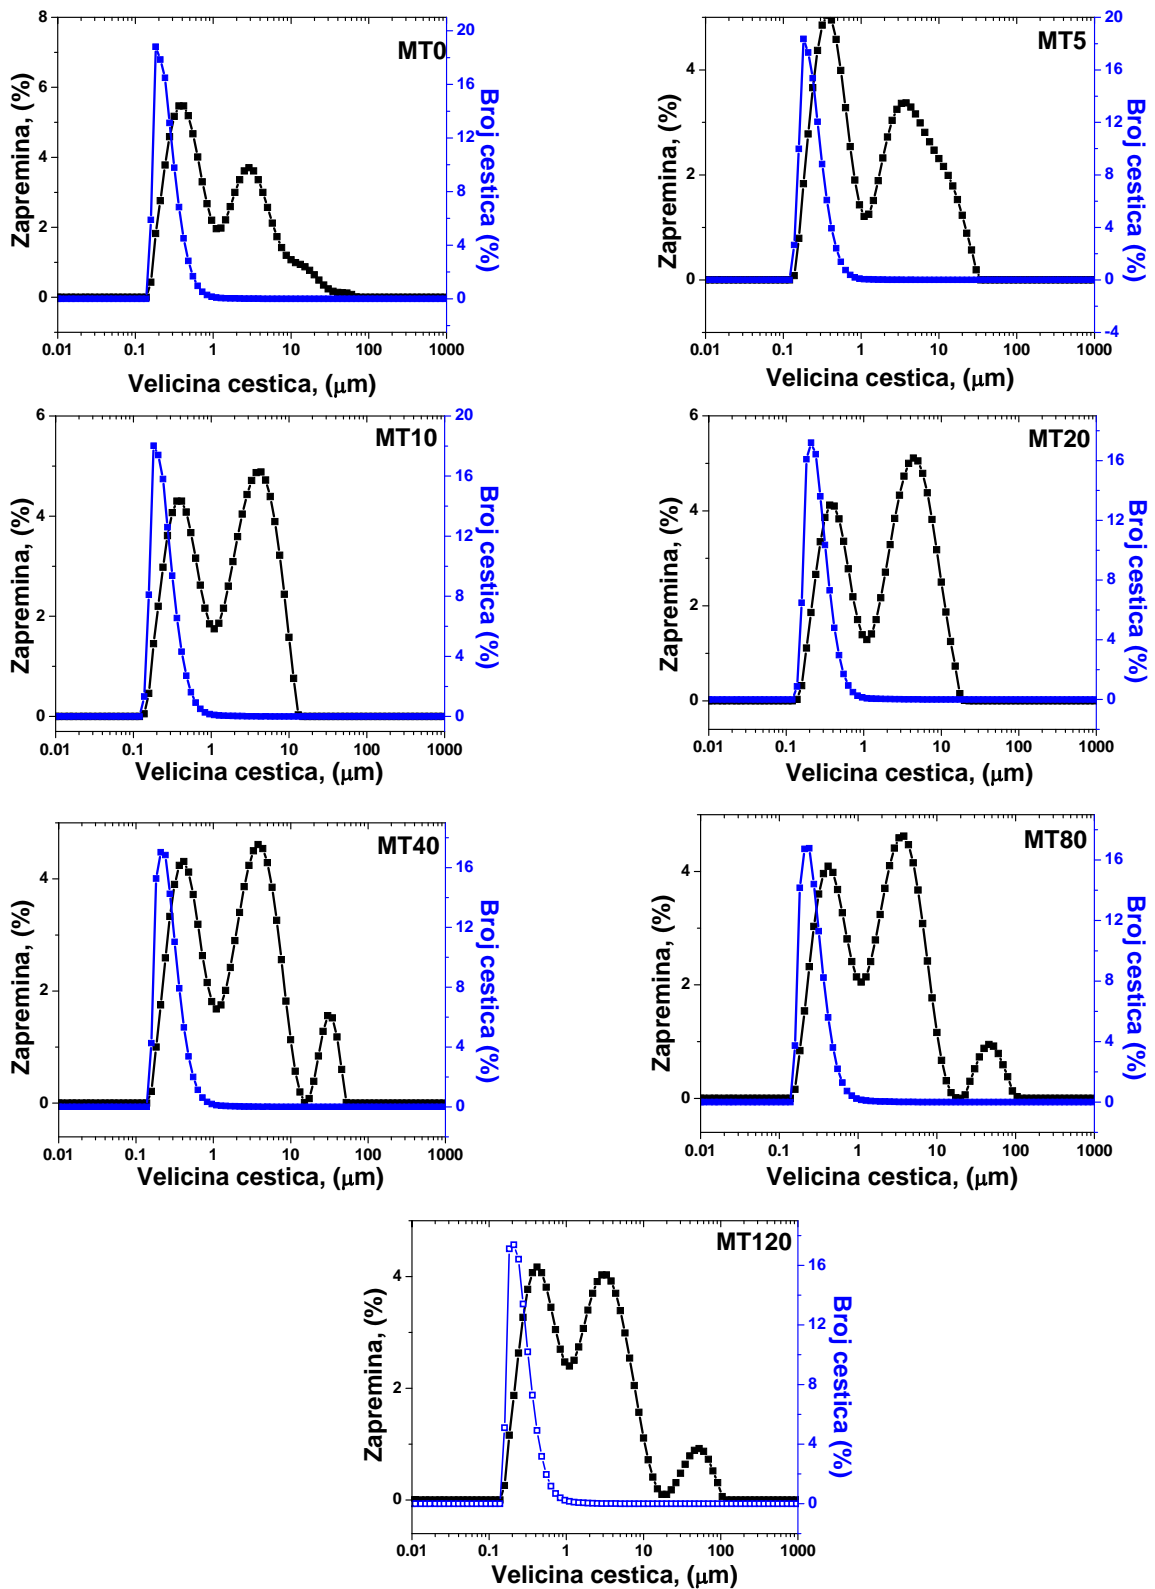 MT0
8
6
4
2
0
20
16
12
8
4
0
Zapremina, (%)
Broj cestica (%)
0.01 0.1 1 10 100 1000
Velicina cestica, (μm)
MT5
4
2
0
20
16
12
8
4
0
-4
Zapremina, (%)
Broj cestica (%)
0.01 0.1 1 10 100 1000
Velicina cestica, (μm)
MT10
6
4
2
0
20
16
12
8
4
0
Zapremina, (%)
Broj cestica (%)
0.01 0.1 1 10 100 1000
Velicina cestica, (μm)
MT20
6
4
2
0
16
12
8
4
0
Zapremina, (%)
Broj cestica (%)
0.01 0.1 1 10 100 1000
Velicina cestica, (μm)
MT40
4
2
0
16
12
8
4
0
Zapremina, (%)
Broj cestica (%)
0.01 0.1 1 10 100 1000
Velicina cestica, (μm)
MT80
4
2
0
16
12
8
4
0
Zapremina, (%)
Broj cestica (%)
0.01 0.1 1 10 100 1000
Velicina cestica, (μm)
MT120
4
2
0
16
12
8
4
0
Zapremina, (%)
Broj cestica (%)
0.01 0.1 1 10 100 1000
Velicina cestica, (μm)